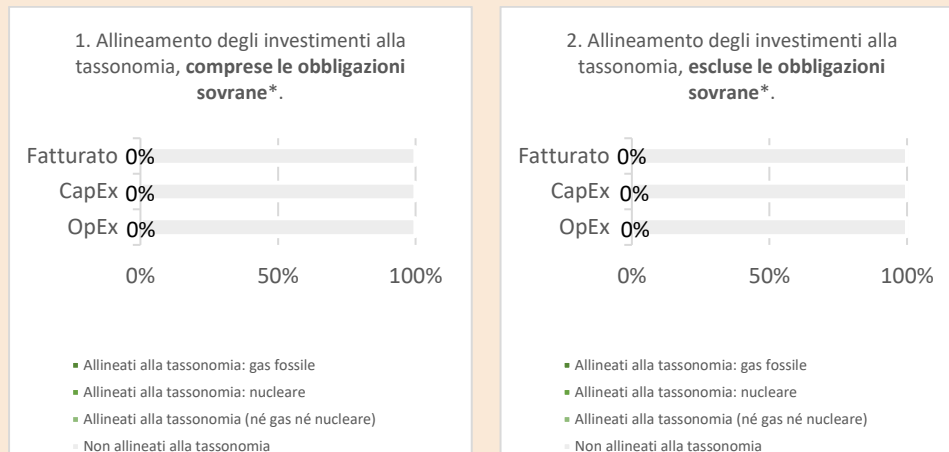 1. Allineamento degli investimenti alla
tassonomia, comprese le obbligazioni
sovrane*.
Fatturato 0%
CapEx 0%
OpEx 0%
0% 50% 100%
Allineati alla tassonomia: gas fossile
Allineati alla tassonomia: nucleare
Allineati alla tassonomia (né gas né nucleare)
Non allineati alla tassonomia
2. Allineamento degli investimenti alla
tassonomia, escluse le obbligazioni
sovrane*.
Fatturato 0%
CapEx 0%
OpEx 0%
0% 50% 100%
Allineati alla tassonomia: gas fossile
Allineati alla tassonomia: nucleare
Allineati alla tassonomia (né gas né nucleare)
Non allineati alla tassonomia